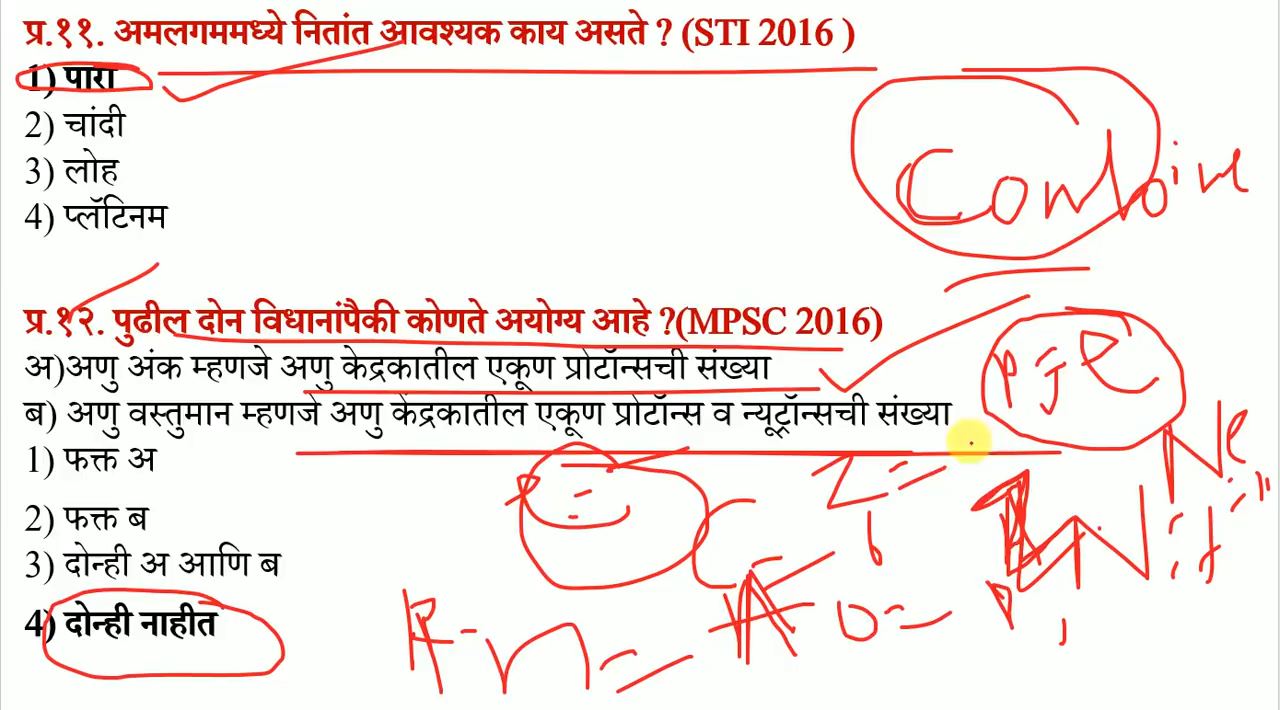 प्र.११. अमलगममध्ये नितांत आवश्यक काय असते ? (STI 2016 )
1) पारा
2) चांदी
3) लोह
4) प्लॅटिनम
Combine
प्र.१२. पुढील दोन विधानांपैकी कोणते अयोग्य आहे ?(MPSC 2016)
अ)अणु अंक म्हणजे अणु केद्रकातील एकूण प्रोटॉन्सची संख्या
ब) अणु वस्तुमान म्हणजे अणु केद्रकातील एकूण प्रोटॉन्स व न्यूट्रॉन्सची संख्या
1) फक्त अ
2) फक्त ब
3) दोन्ही अ आणि ब
4) दोन्ही नाहीत